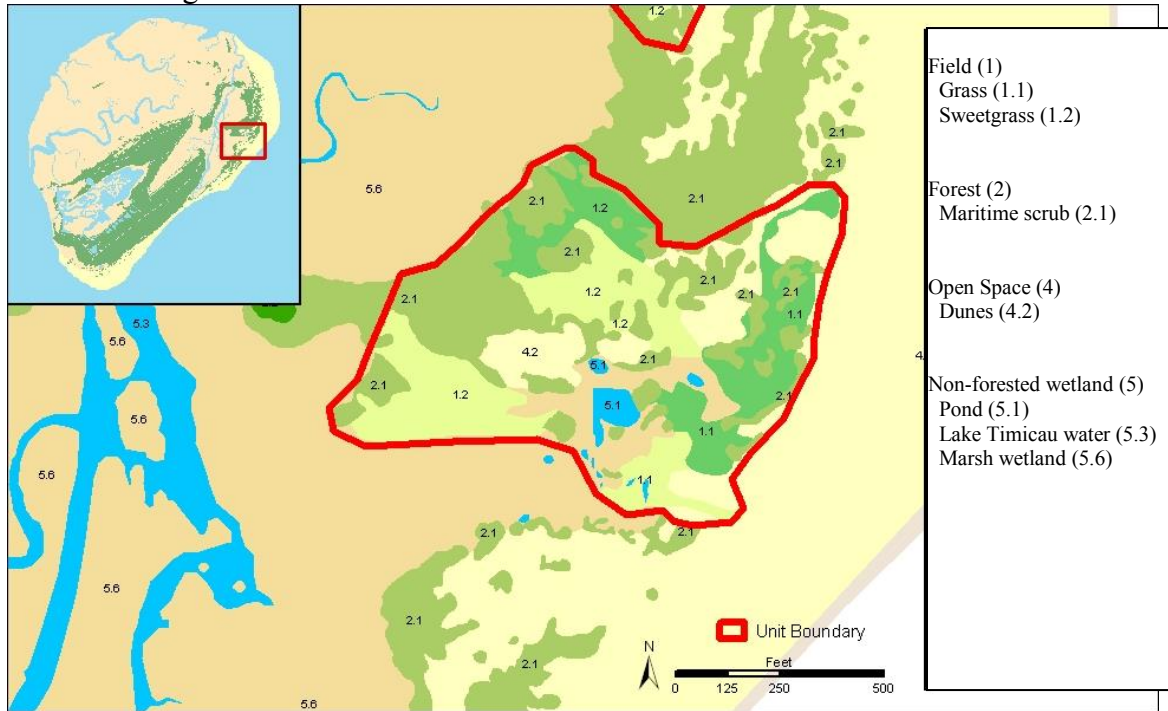 1.2
2.1
2.1
5.6
2.1
2.1
1.2
2.1
2.1
2.1
2.1
2.1
1.2
1.1
5.3
1.2
4.2
2.1
5.6
5.1
2.1
1.2
5.1
2.1
5.6
1.1
5.6
1.1
2.1
2.1
5.6
2.1
2.1
5.6
Unit Boundary
N
Feet
0 125 250 500
Field (1)
Grass (1.1)
Sweetgrass (1.2)
Forest (2)
Maritime scrub (2.1)
Open Space (4)
Dunes (4.2)
Non-forested wetland (5)
Pond (5.1)
Lake Timicau water (5.3)
Marsh wetland (5.6)